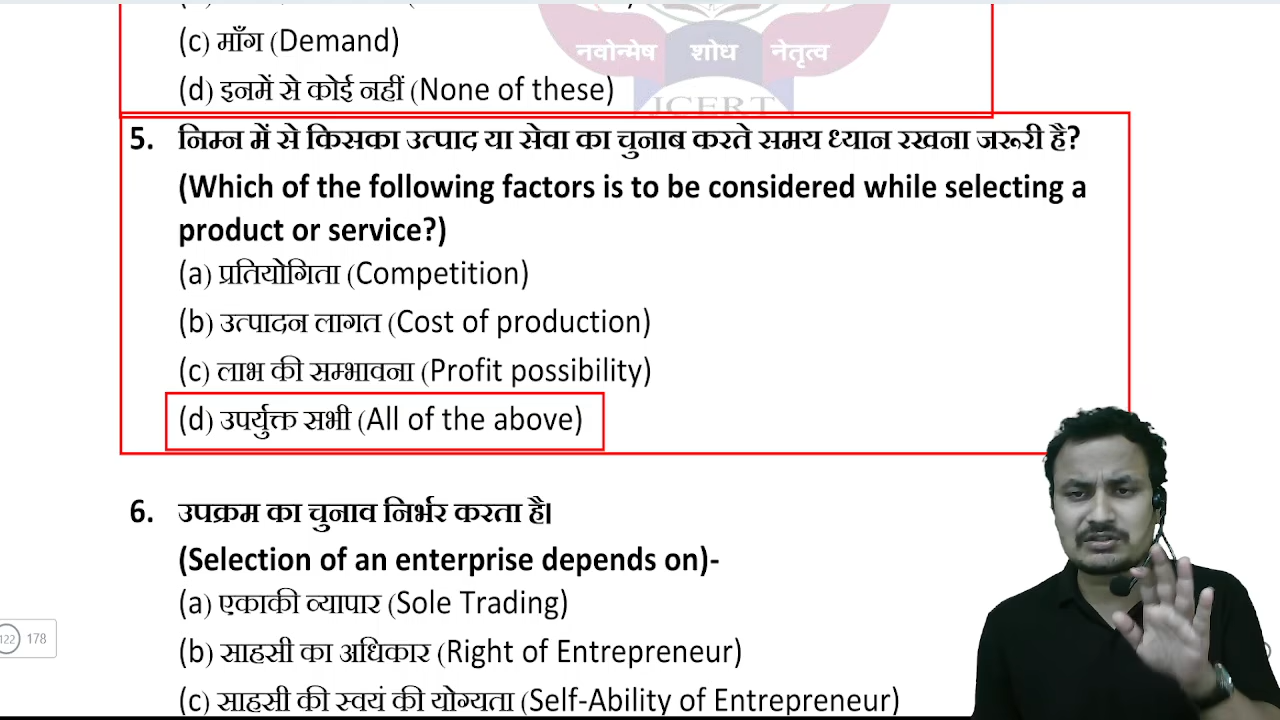 (c) माँग (Demand)
(d) इनमें से कोई नहीं (None of these)
नवोन्मेष शोध नेतृत्व
JCERT
5. निम्न में से किसका उत्पाद या सेवा का चुनाब करते समय ध्यान रखना जरूरी है?
(Which of the following factors is to be considered while selecting a
product or service?)
(a) प्रतियोगिता (Competition)
(b) उत्पादन लागत (Cost of production)
(c) लाभ की सम्भावना (Profit possibility)
(d) उपर्युक्त सभी (All of the above)
6. उपक्रम का चुनाव निर्भर करता है।
(Selection of an enterprise depends on)-
(a) एकाकी व्यापार (Sole Trading)
(b) साहसी का अधिकार (Right of Entrepreneur)
122 178
(c) साहसी की स्वयं की योग्यता (Self-Ability of Entrepreneur)